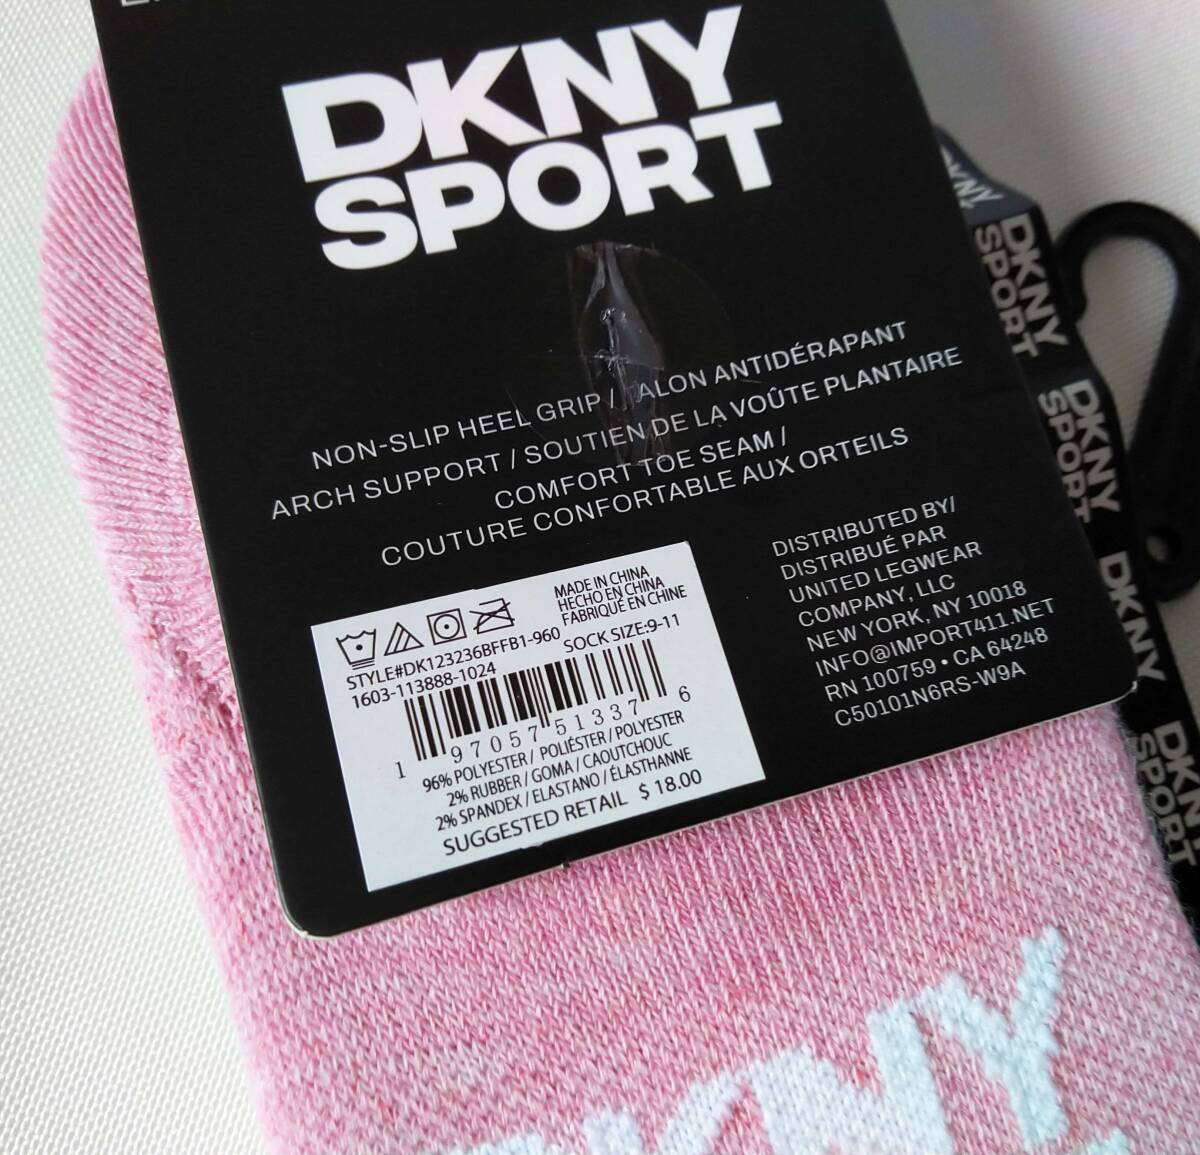 DKNY
SPORT
NON-SLIP HEEL GRIP / ALON ANTIDÉRAPANT
ARCH SUPPORT / SOUTIEN DE LA VOÛTE PLANTAIRE
COMFORT TOE SEAM /
COUTURE CONFORTABLE AUX ORTEILS
DISTRIBUTED BY/
DISTRIBUÉ PAR
UNITED LEGWEAR
COMPANY, LLC
NEW YORK, NY 10018
INFO@IMPORT411.NET
RN 100759 • CA 64248
C50101N6RS-W9A
MADE IN CHINA
HECHO EN CHINA
FABRIQUÉ EN CHINE
STYLE#DK123236BFFB1-960
SOCK SIZE:9-11
1603-113888-1024
1 97057 51337 6
96% POLYESTER / POLIÉSTER / POLYESTER
2% RUBBER / GOMA / CAOUTCHOUC
2% SPANDEX / ELASTANO / ÉLASTHANNE
SUGGESTED RETAIL $ 18.00
DKNY
SPORT
DKNY
SPORT
DKNY
DKNY
SPORT
DKNY